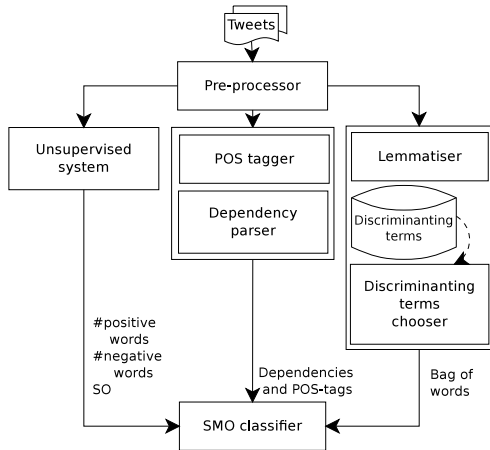 Tweets
Pre-processor
Unsupervised
system
POS tagger
Dependency
parser
Lemmatiser
Discriminanting
terms
Discriminanting
terms
chooser
#positive
words
#negative
words
SO
Dependencies
and POS-tags
Bag of
words
SMO classifier